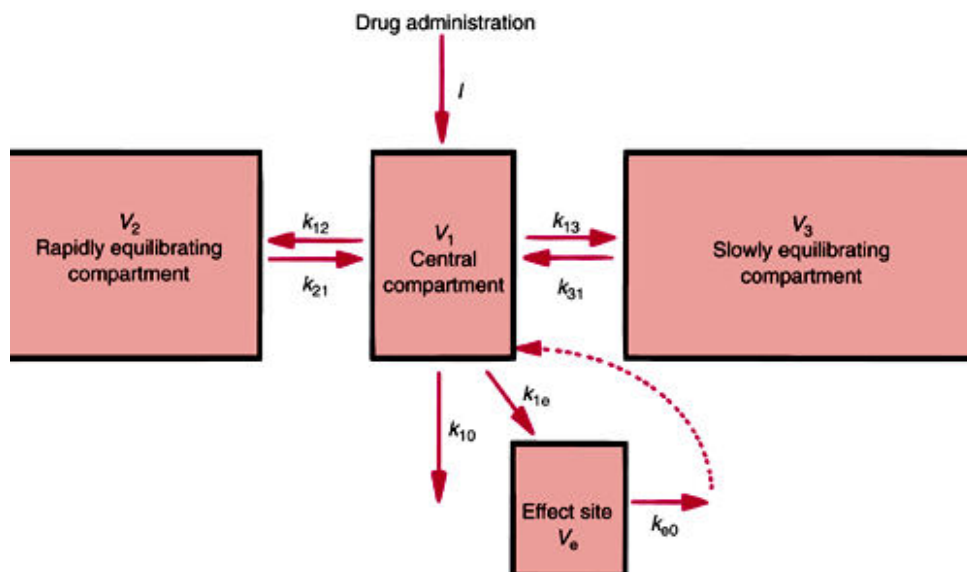 Drug administration
I
V2
Rapidly equilibrating
compartment
k12
k21
V1
Central
compartment
k13
k31
V3
Slowly equilibrating
compartment
k10
k1e
Effect site
Ve
ke0